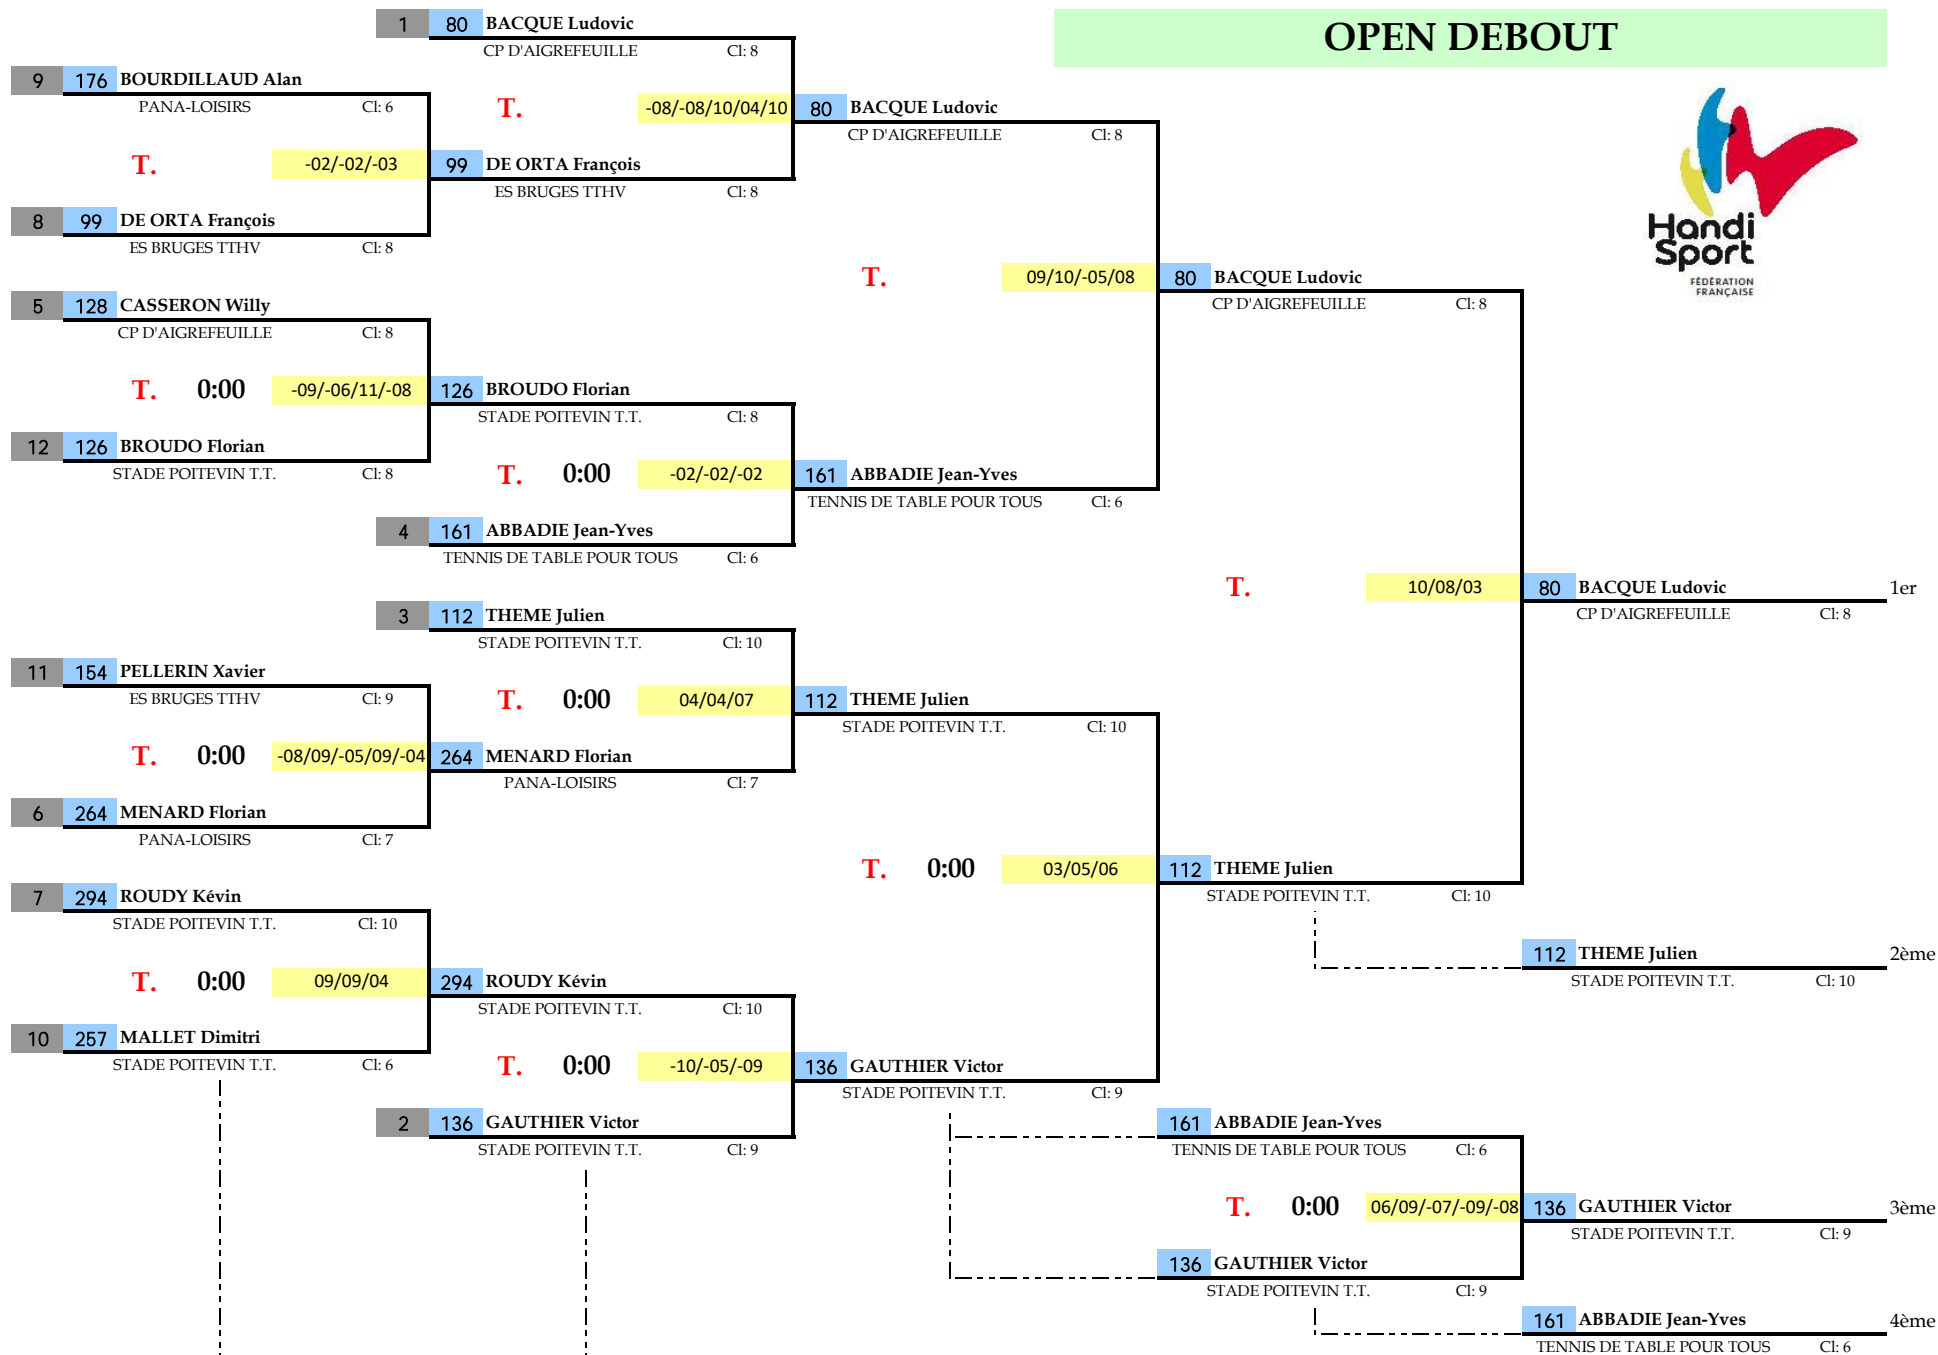 1 80 BACQUE Ludovic
CP D'AIGREFEUILLE Cl: 8
OPEN DEBOUT
9 176 BOURDILLAUD Alan
PANA-LOISIRS Cl: 6
T. -08/-08/10/04/10 80 BACQUE Ludovic
CP D'AIGREFEUILLE Cl: 8
T. -02/-02/-03 99 DE ORTA François
ES BRUGES TTHV Cl: 8
8 99 DE ORTA François
ES BRUGES TTHV Cl: 8
Handi
Sport
FÉDÉRATION
FRANÇAISE
T. 09/10/-05/08 80 BACQUE Ludovic
CP D'AIGREFEUILLE Cl: 8
5 128 CASSERON Willy
CP D'AIGREFEUILLE Cl: 8
T. 0:00 -09/-06/11/-08 126 BROUDO Florian
STADE POITEVIN T.T. Cl: 8
12 126 BROUDO Florian
STADE POITEVIN T.T. Cl: 8
T. 0:00 -02/-02/-02 161 ABBADIE Jean-Yves
TENNIS DE TABLE POUR TOUS Cl: 6
4 161 ABBADIE Jean-Yves
TENNIS DE TABLE POUR TOUS Cl: 6
T. 10/08/03 80 BACQUE Ludovic 1er
CP D'AIGREFEUILLE Cl: 8
3 112 THEME Julien
STADE POITEVIN T.T. Cl: 10
11 154 PELLERIN Xavier
ES BRUGES TTHV Cl: 9
T. 0:00 04/04/07 112 THEME Julien
STADE POITEVIN T.T. Cl: 10
T. 0:00 -08/09/-05/09/-04 264 MENARD Florian
PANA-LOISIRS Cl: 7
6 264 MENARD Florian
PANA-LOISIRS Cl: 7
T. 0:00 03/05/06 112 THEME Julien
STADE POITEVIN T.T. Cl: 10
7 294 ROUDY Kévin
STADE POITEVIN T.T. Cl: 10
112 THEME Julien 2ème
STADE POITEVIN T.T. Cl: 10
T. 0:00 09/09/04 294 ROUDY Kévin
STADE POITEVIN T.T. Cl: 10
10 257 MALLET Dimitri
STADE POITEVIN T.T. Cl: 6
T. 0:00 -10/-05/-09 136 GAUTHIER Victor
STADE POITEVIN T.T. Cl: 9
2 136 GAUTHIER Victor
STADE POITEVIN T.T. Cl: 9
161 ABBADIE Jean-Yves
TENNIS DE TABLE POUR TOUS Cl: 6
T. 0:00 06/09/-07/-09/-08 136 GAUTHIER Victor 3ème
STADE POITEVIN T.T. Cl: 9
136 GAUTHIER Victor
STADE POITEVIN T.T. Cl: 9
161 ABBADIE Jean-Yves 4ème
TENNIS DE TABLE POUR TOUS Cl: 6